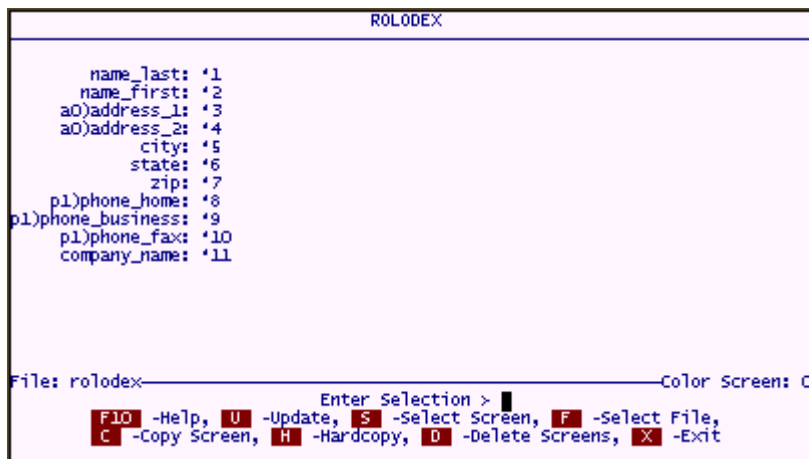 ROLODEX
name_last: *1
name_first: *2
a0)address_1: *3
a0)address_2: *4
city: *5
state: *6
zip: *7
p1)phone_home: *8
p1)phone_business: *9
p1)phone_fax: *10
company_name: *11
File: rolodex Color Screen: C
Enter Selection >
F10 -Help, U -Update, S -Select Screen, F -Select File,
C -Copy Screen, H -Hardcopy, D -Delete Screens, X -Exit